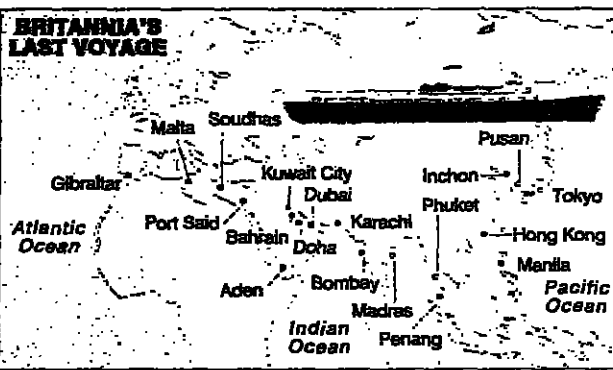 BRITANNIA'S
LAST VOYAGE
Malta
Soudhas
Pusan
Gibraltar
Kuwait City
Inchon
Dubai
Phuket
Tokyo
Port Said
Karachi
Atlantic
Ocean
Bahrain
Doha
Hong Kong
Aden
Bombay
Manila
Madras
Pacific
Ocean
Indian
Ocean
Penang